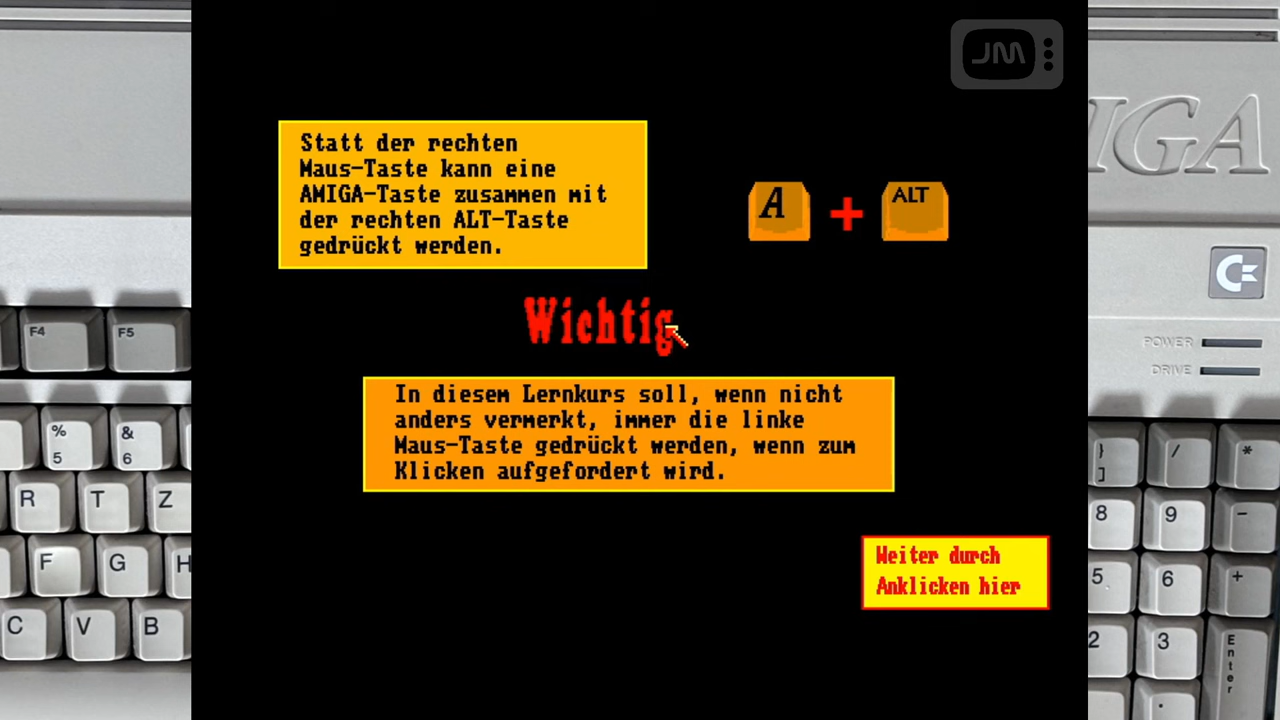 JM
Statt der rechten
Maus-Taste kann eine
AMIGA-Taste zusammen mit
der rechten ALT-Taste
gedrückt werden.
A + ALT
Wichtig
In diesem Lernkurs soll, wenn nicht
anders vermerkt, immer die linke
Maus-Taste gedrückt werden, wenn zum
Klicken aufgefordert wird.
Weiter durch
Anklicken hier
F4 F5
% 5 & 6
R T Z
F G H
C V B
IGA
POWER
DRIVE
} ] / *
8 9 -
5 6 +
2 3 Enter
.